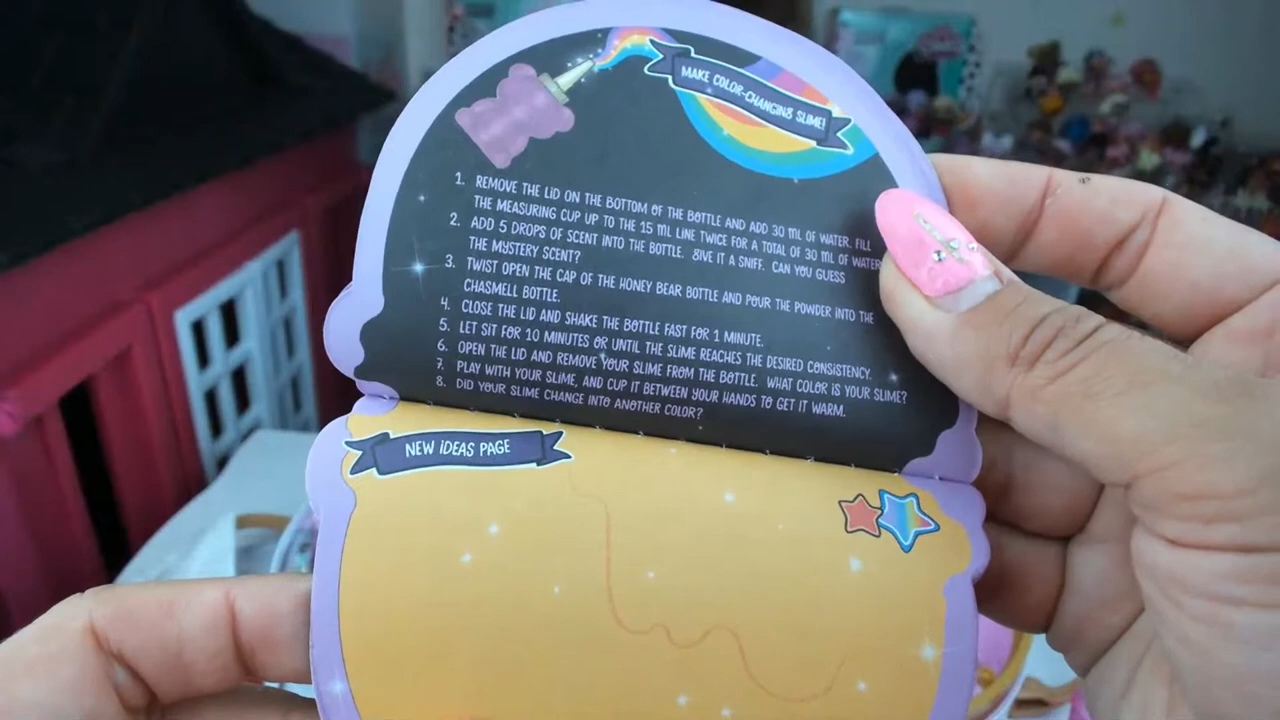 MAKE COLOR-CHANGING SLIME!
1. REMOVE THE LID ON THE BOTTOM OF THE BOTTLE AND ADD 30 ML OF WATER. FILL
THE MEASURING CUP UP TO THE 15 ML LINE TWICE FOR A TOTAL OF 30 ML OF WATER
2. ADD 5 DROPS OF SCENT INTO THE BOTTLE. GIVE IT A SNIFF. CAN YOU GUESS
THE MYSTERY SCENT?
3. TWIST OPEN THE CAP OF THE HONEY BEAR BOTTLE AND POUR THE POWDER INTO THE
CHASMELL BOTTLE.
4. CLOSE THE LID AND SHAKE THE BOTTLE FAST FOR 1 MINUTE.
5. LET SIT FOR 10 MINUTES OR UNTIL THE SLIME REACHES THE DESIRED CONSISTENCY.
6. OPEN THE LID AND REMOVE YOUR SLIME FROM THE BOTTLE. WHAT COLOR IS YOUR SLIME?
7. PLAY WITH YOUR SLIME, AND CUP IT BETWEEN YOUR HANDS TO GET IT WARM.
8. DID YOUR SLIME CHANGE INTO ANOTHER COLOR?
NEW IDEAS PAGE